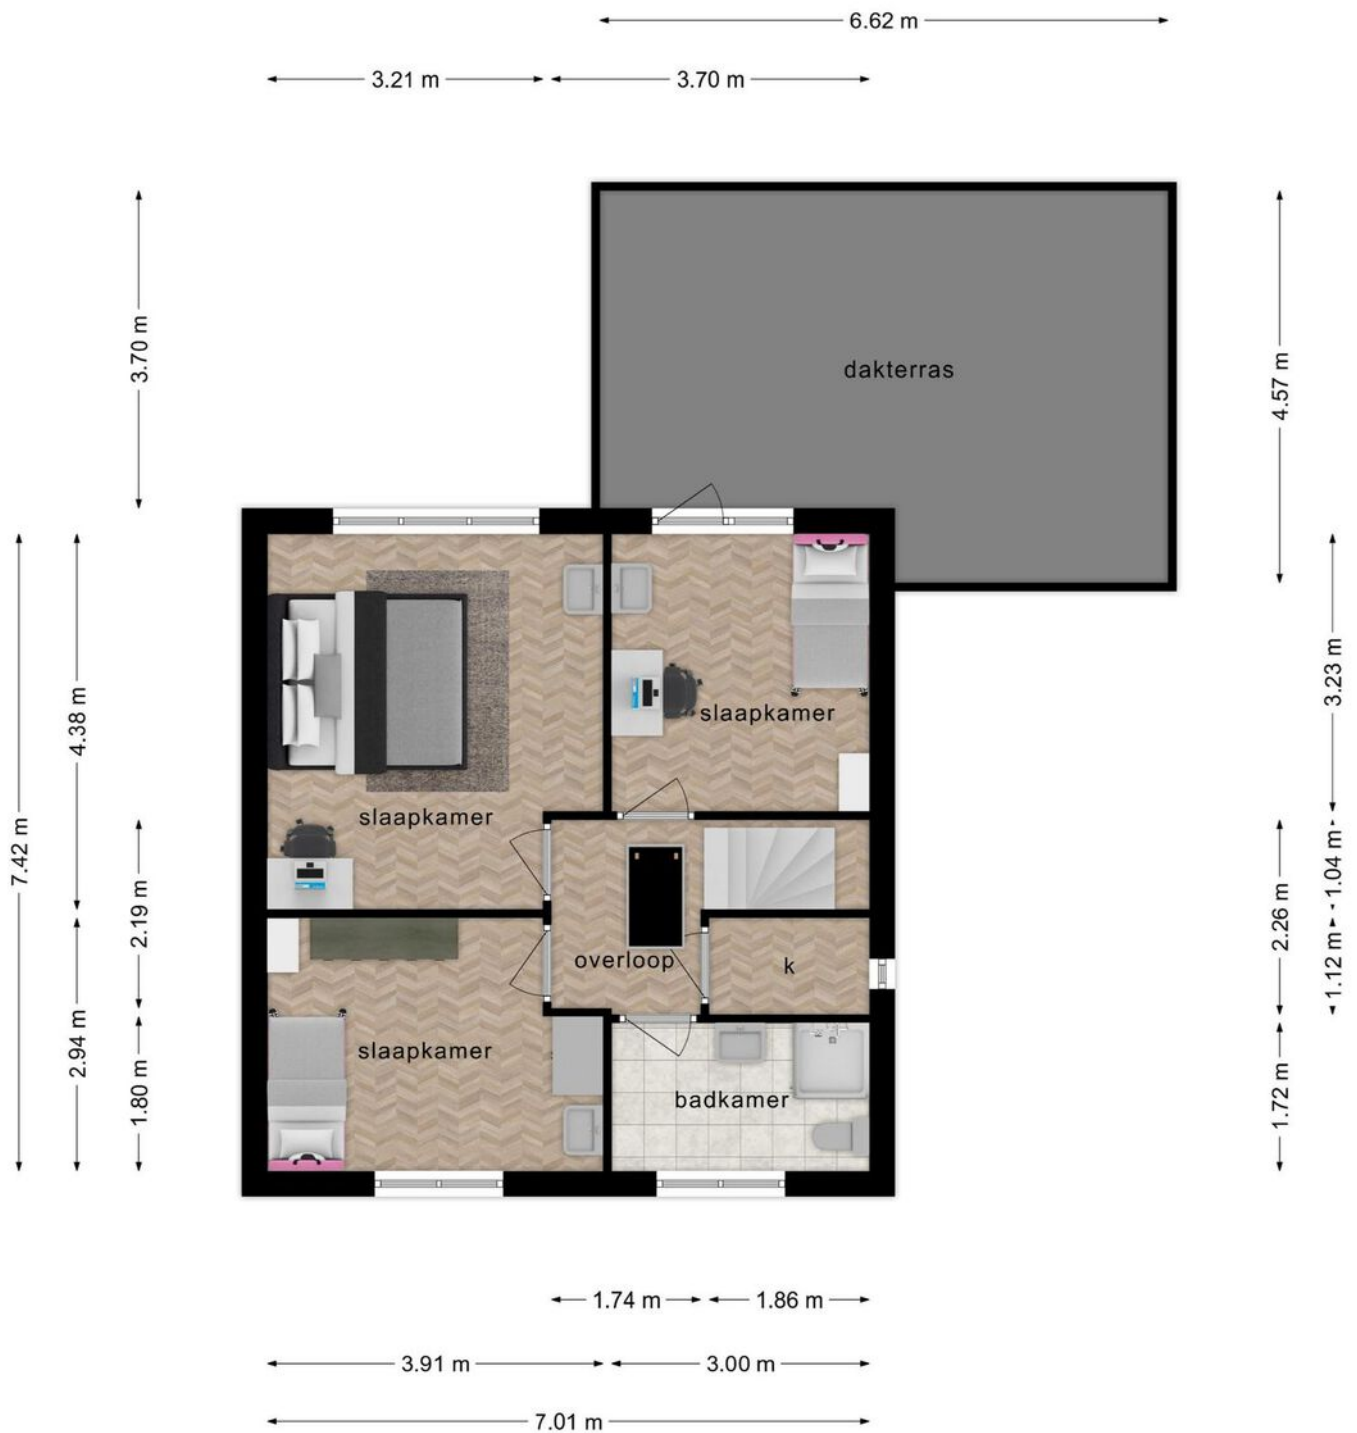 6.62 m
3.21 m
3.70 m
3.70 m
dakterras
4.57 m
7.42 m
4.38 m
slaapkamer
slaapkamer
3.23 m
2.19 m
2.26 m
1.04 m
1.12 m
overloop
k
2.94 m
1.80 m
slaapkamer
badkamer
1.72 m
1.74 m
1.86 m
3.91 m
3.00 m
7.01 m